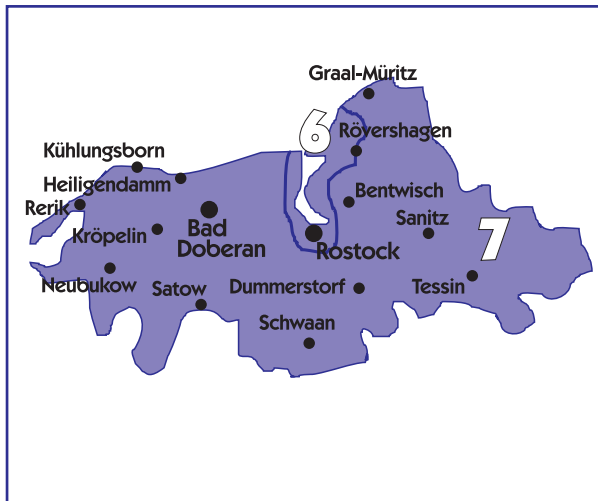 Graal-Müritz
6
Rövershagen
Kühlungsborn
Heiligendamm
Bentwisch
Rerik
Sanitz
Kröpelin
Bad
Doberan
Rostock
7
Neubukow
Satow
Dummerstorf
Tessin
Schwaan